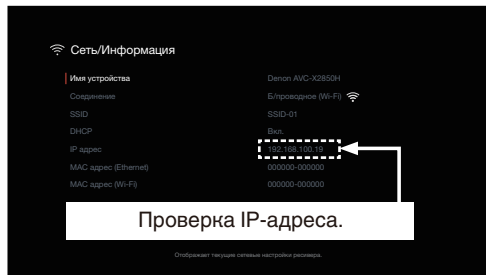 Сеть/Информация
Имя устройства Denon AVC-X2850H
Соединение Б/проводное (Wi-Fi)
SSID SSID-01
DHCP Вкл.
IP адрес 192.168.100.19
MAC адрес (Ethernet) 000000-000000
MAC адрес (Wi-Fi) 000000-000000
Проверка IP-адреса.
Отображает текущие сетевые настройки ресивера.